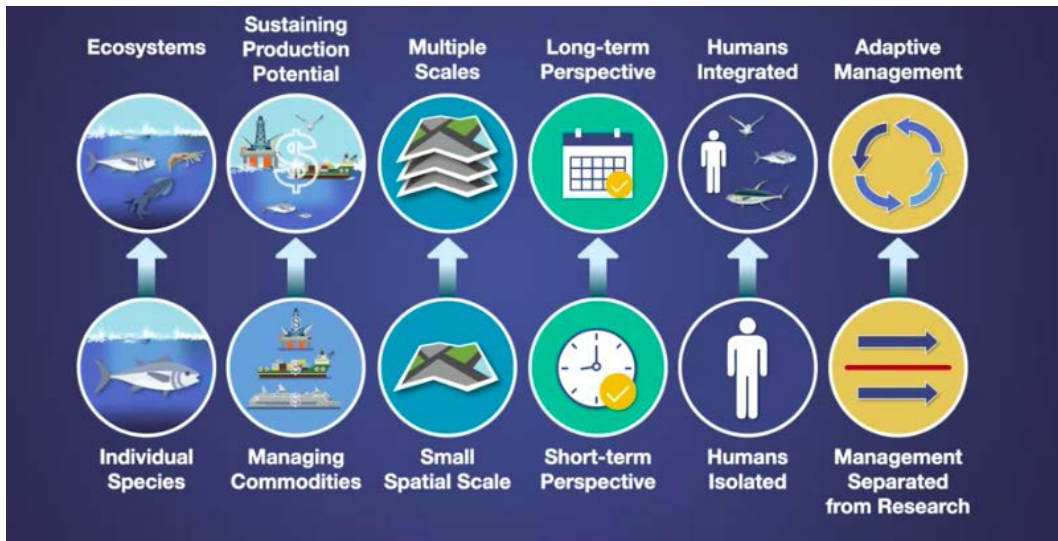 Ecosystems
Sustaining
Production
Potential
Multiple
Scales
Long-term
Perspective
Humans
Integrated
Adaptive
Management
$
Individual
Species
Managing
Commodities
Small
Spatial Scale
Short-term
Perspective
Humans
Isolated
Management
Separated
from Research